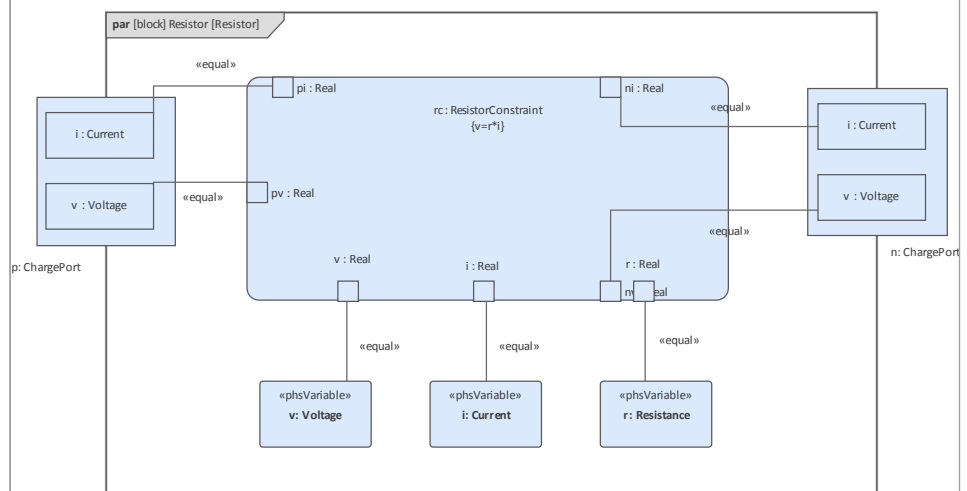 par [block] Resistor [Resistor]
«equal»
pi : Real
ni : Real
rc : ResistorConstraint
{v=r*i}
«equal»
i : Current
i : Current
v : Voltage
«equal»
pv : Real
v : Voltage
«equal»
p: ChargePort
n: ChargePort
v : Real
i : Real
r : Real
«equal»
«equal»
«equal»
«phsVariable»
v: Voltage
«phsVariable»
i: Current
«phsVariable»
r: Resistance